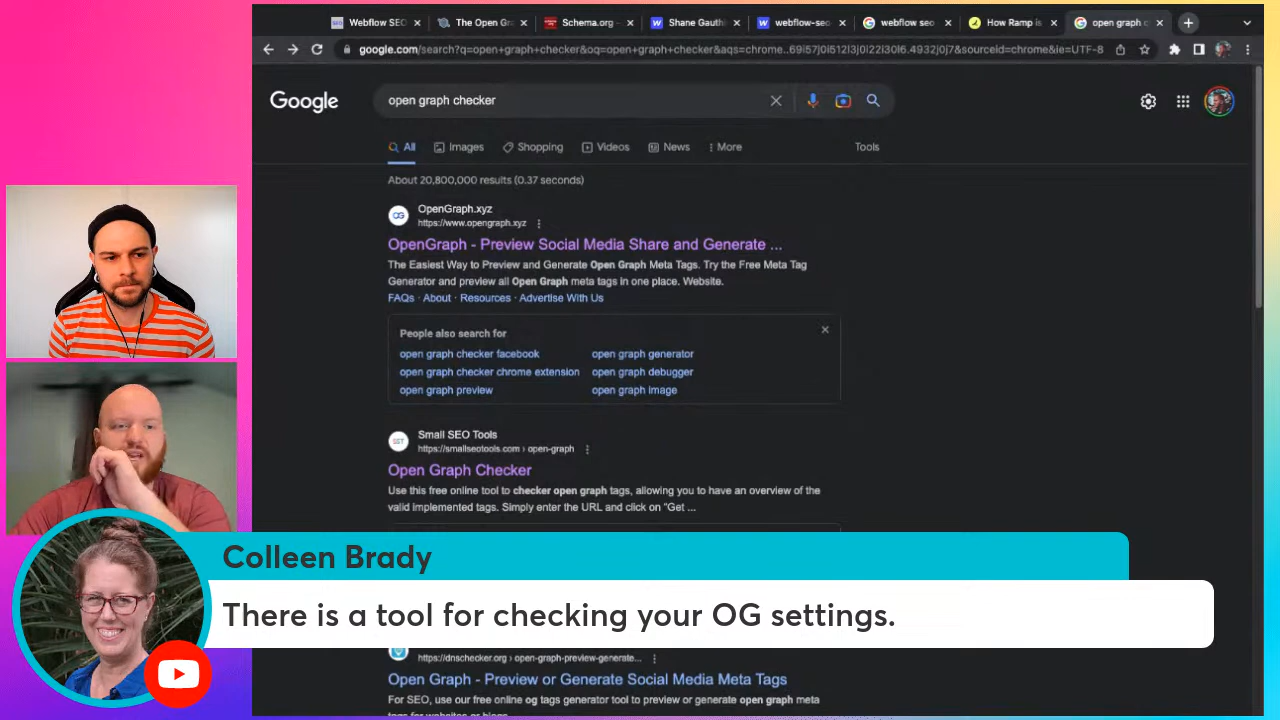 Webflow SEO
The Open Gra
Schema.org -
Shane Gauthi
webflow-seo
webflow seo
How Ramp is
open graph c
google.com/search?q=open+graph+checker&oq=open+graph+checker&aqs=chrome...69i57j0i512l3j0i22i30l6.4932j0j7&sourceid=chrome&ie=UTF-8
Google
open graph checker
All
Images
Shopping
Videos
News
More
Tools
About 20,800,000 results (0.37 seconds)
OG
OpenGraph.xyz
https://www.opengraph.xyz
OpenGraph - Preview Social Media Share and Generate ...
The Easiest Way to Preview and Generate Open Graph Meta Tags. Try the Free Meta Tag
Generator and preview all Open Graph meta tags in one place. Website.
FAQs · About · Resources · Advertise With Us
People also search for
open graph checker facebook
open graph generator
open graph checker chrome extension
open graph debugger
open graph preview
open graph image
SST
Small SEO Tools
https://smallseotools.com › open-graph
Open Graph Checker
Use this free online tool to checker open graph tags, allowing you to have an overview of the
valid implemented tags. Simply enter the URL and click on "Get ...
Colleen Brady
There is a tool for checking your OG settings.
https://dnschecker.org › open-graph-preview-generate...
Open Graph - Preview or Generate Social Media Meta Tags
For SEO, use our free online og tags generator tool to preview or generate open graph meta
tags for websites or blogs.